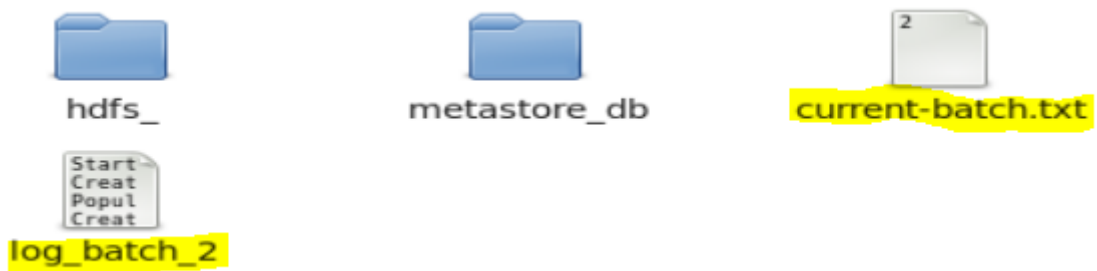 2
hdfs_
metastore_db
current-batch.txt
Start
Creat
Popul
Creat
log_batch_2